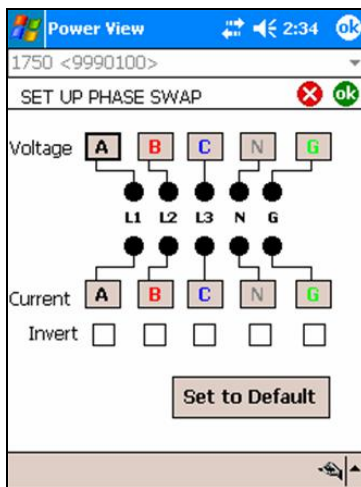 Power View 2:34 ok
1750 <9990100>
SET UP PHASE SWAP ok
Voltage A B C N G
L1 L2 L3 N G
Current A B C N G
Invert
Set to Default